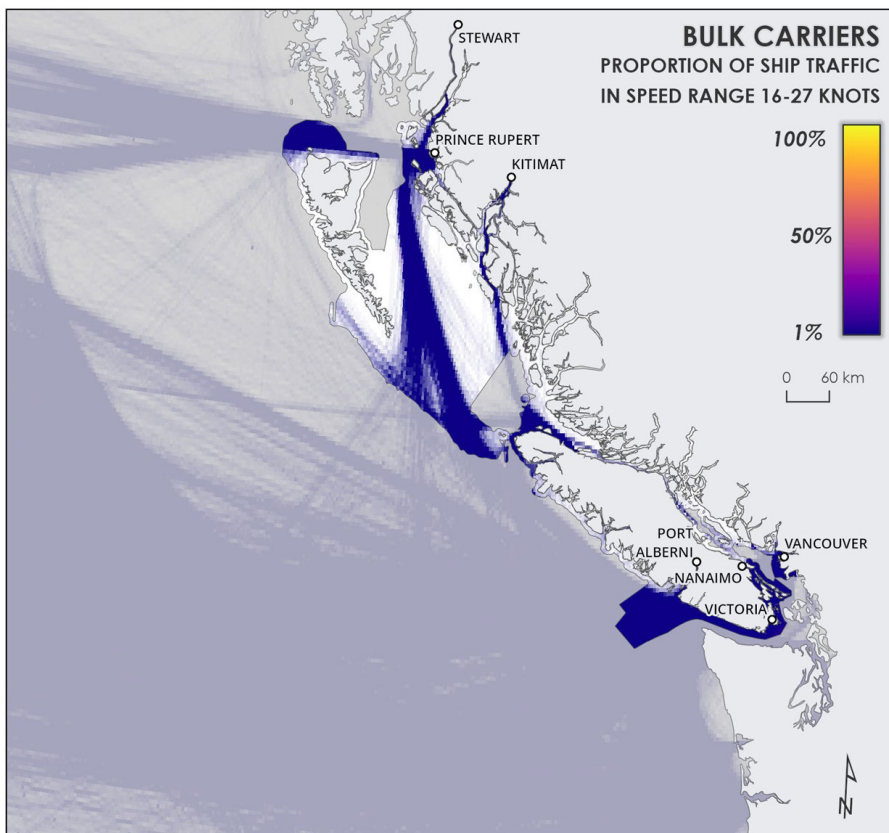 STEWART
BULK CARRIERS
PROPORTION OF SHIP TRAFFIC
IN SPEED RANGE 16-27 KNOTS
100%
PRINCE RUPERT
KITIMAT
50%
1%
0 60 km
PORT
ALBERNI
VANCOUVER
NANAIMO
VICTORIA
N